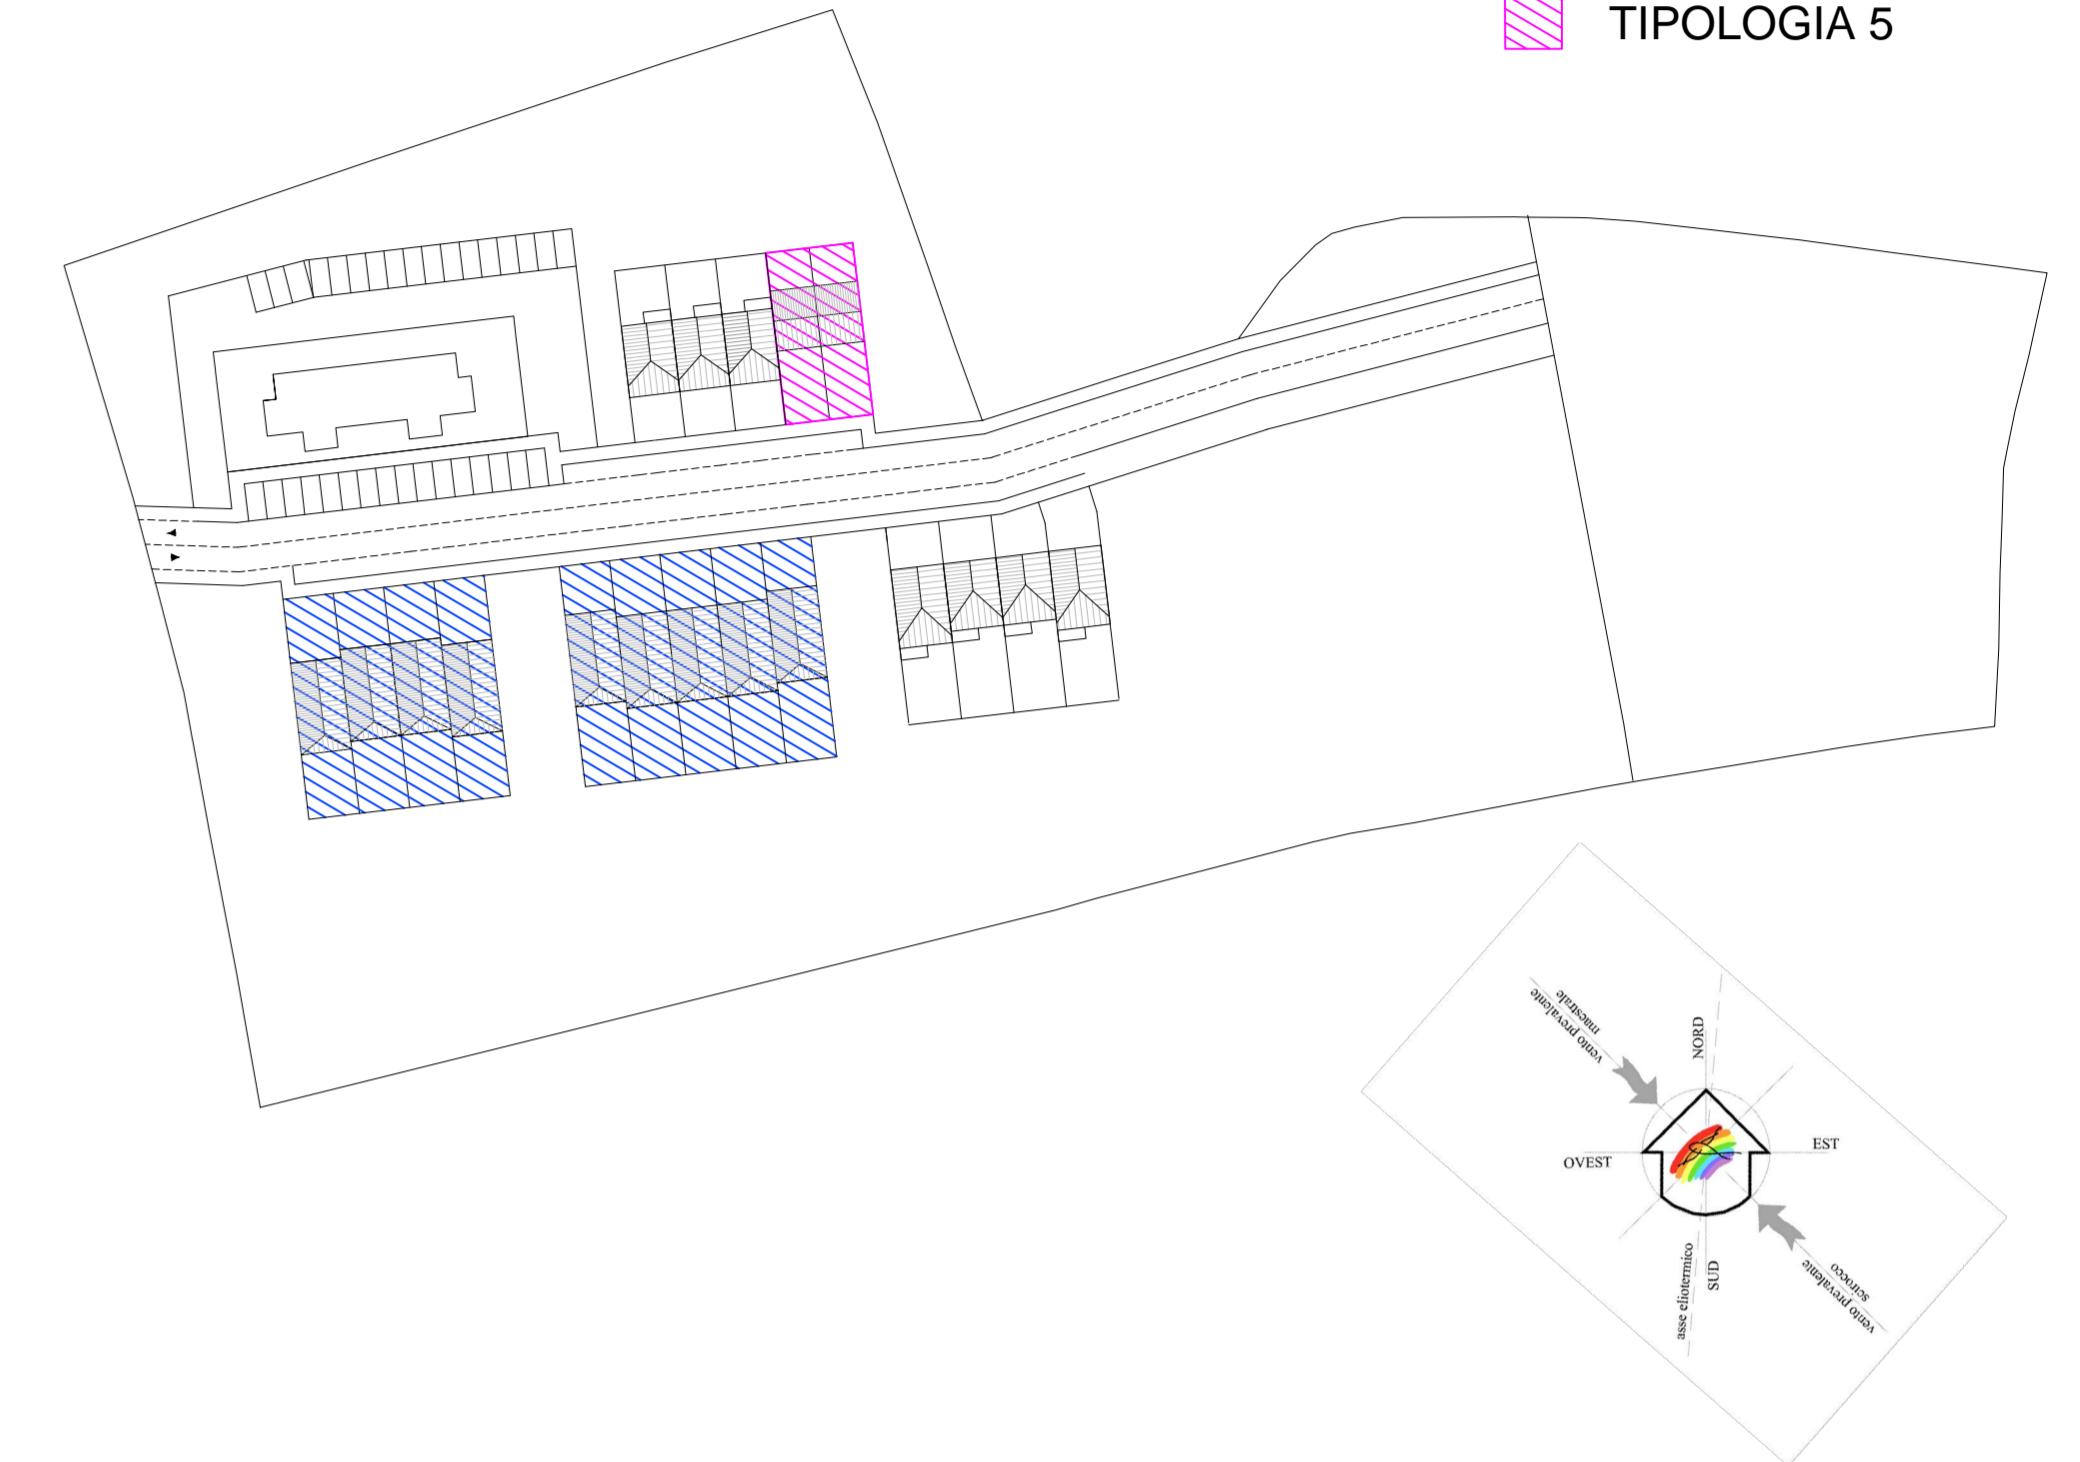 TIPOLOGIA 5
vento prevalente
maestrale
NORD
OVEST
EST
asse eliotermico
SUD
vento prevalente
scirocco